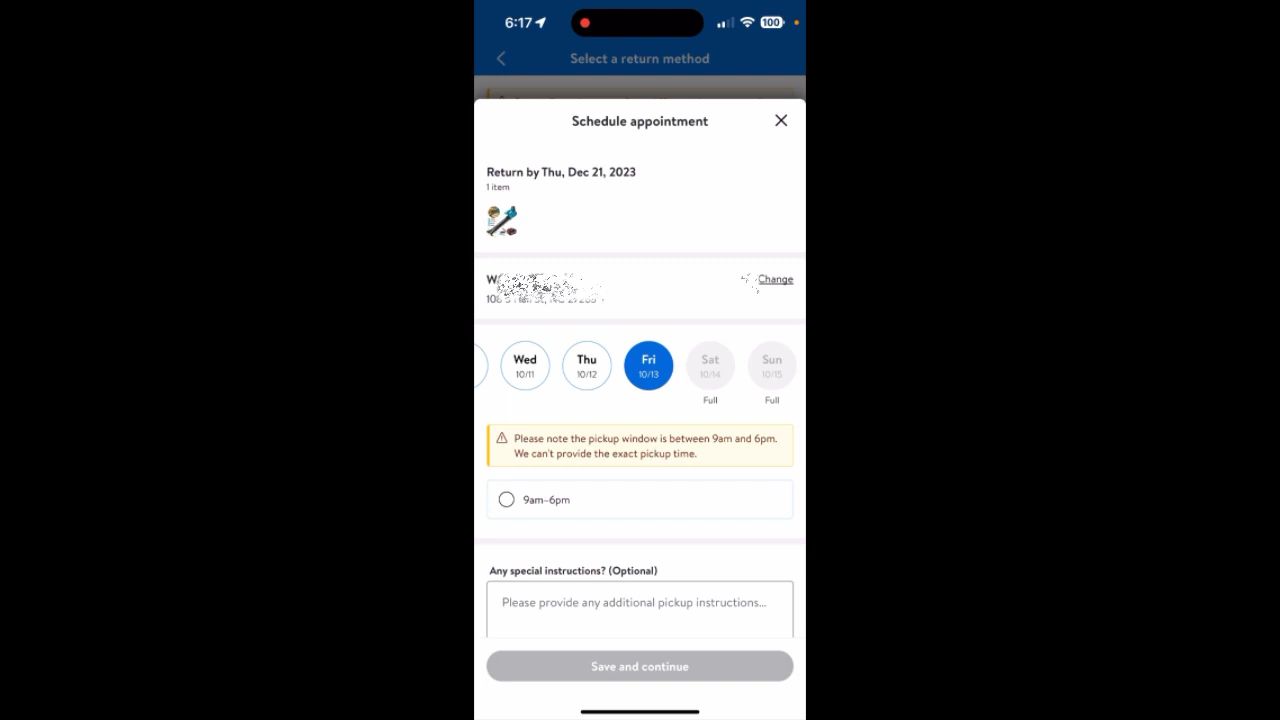 6:17
100
Select a return method
Schedule appointment
Return by Thu, Dec 21, 2023
1 item
Change
Wed
10/11
Thu
10/12
Fri
10/13
Sat
10/14
Full
Sun
10/15
Full
Please note the pickup window is between 9am and 6pm.
We can't provide the exact pickup time.
9am–6pm
Any special instructions? (Optional)
Please provide any additional pickup instructions...
Save and continue